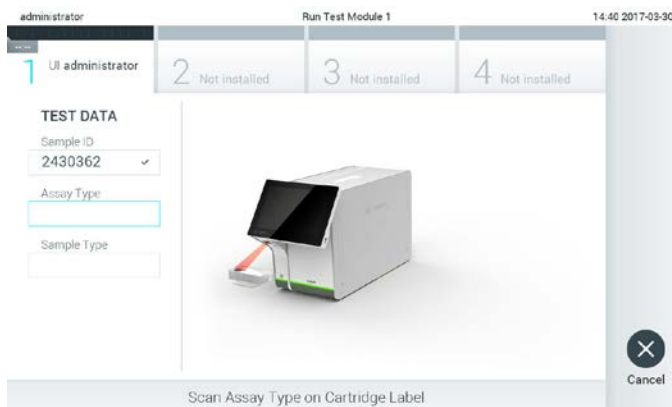 administrator Run Test Module 1 14:40 2017-03-30
1 UI administrator 2 Not installed 3 Not installed 4 Not installed
TEST DATA
Sample ID
2430362
Assay Type
Sample Type
Cancel
Scan Assay Type on Cartridge Label